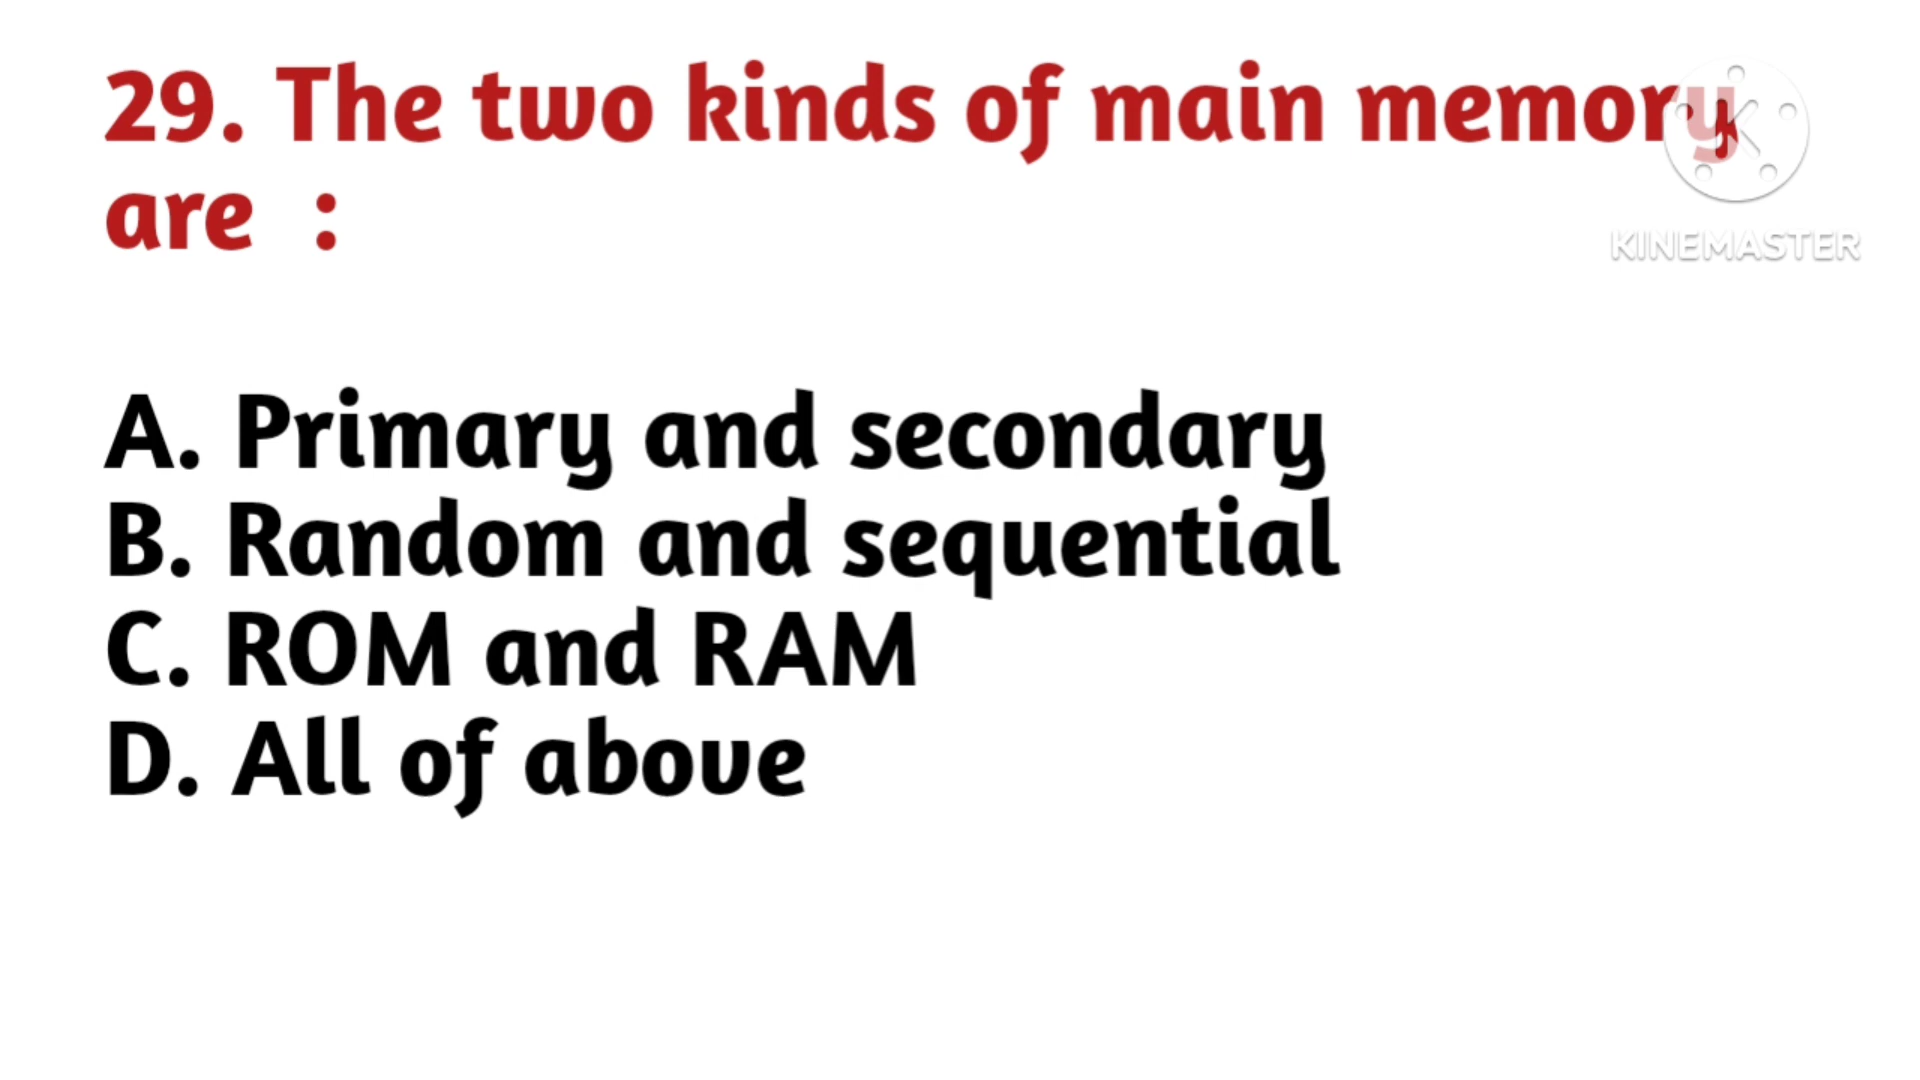 29. The two kinds of main memory
are :
KINEMASTER
A. Primary and secondary
B. Random and sequential
C. ROM and RAM
D. All of above